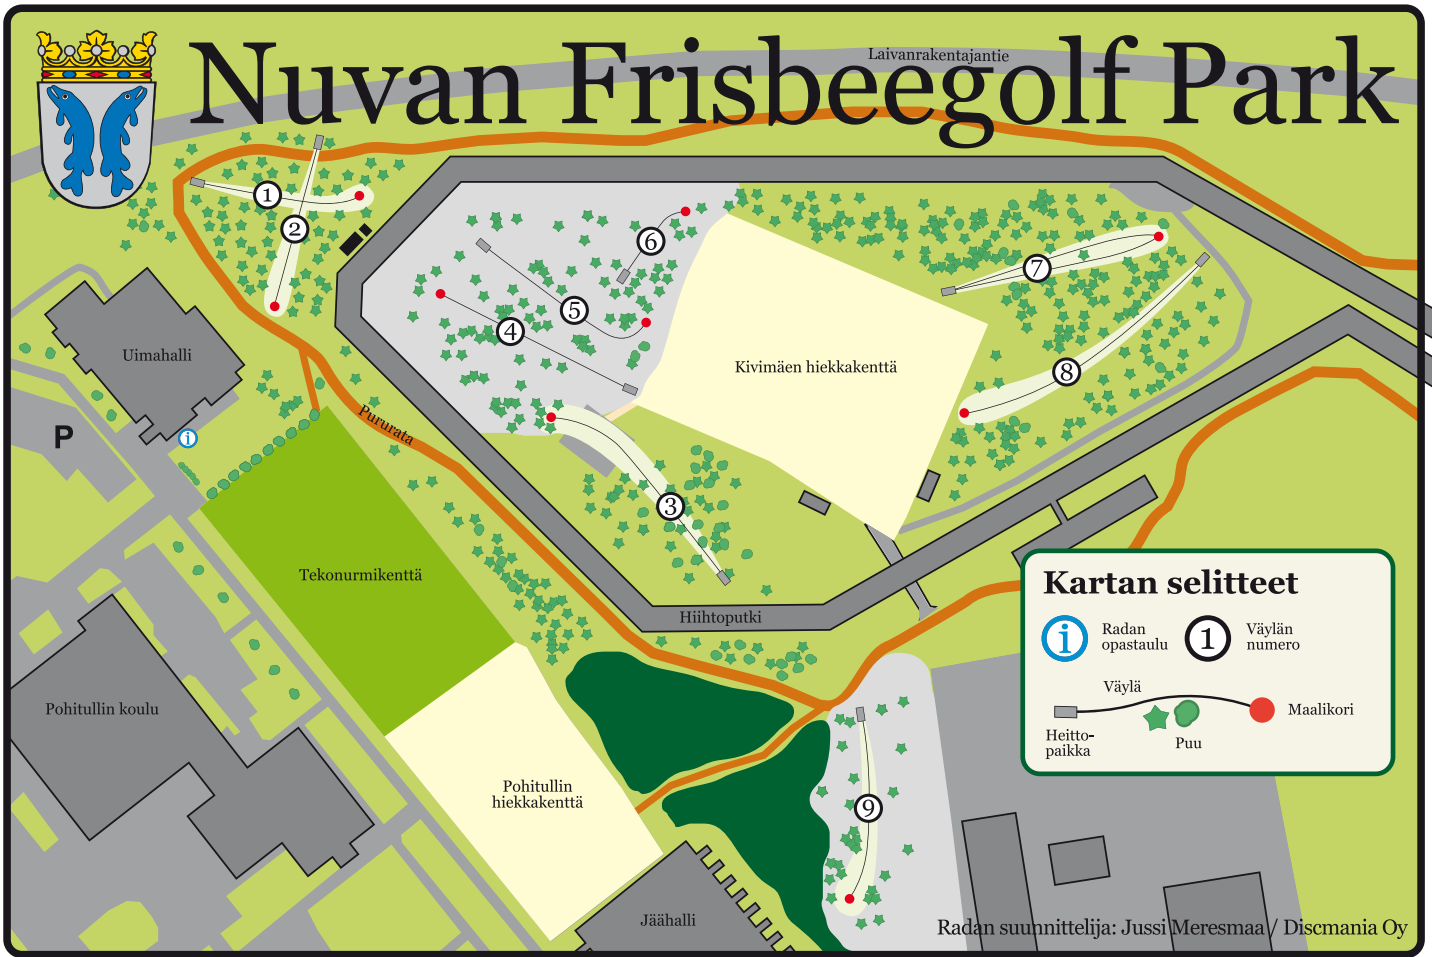 Nuvan Frisbeegolf Park
Laivanrakentajantie
1
2
6
7
5
4
8
3
9
Uimahalli
Kivimäen hiekkakenttä
P
i
Pururata
Tekonurmikenttä
Hiihtoputki
Pohitullin koulu
Pohitullin
hiekkakenttä
Jäähalli
Kartan selitteet
i
Radan
opastaulu
1
Väylän
numero
Väylä
Maalikori
Heitto-
paikka
Puu
Radan suunnittelija: Jussi Meresmaa / Discmania Oy